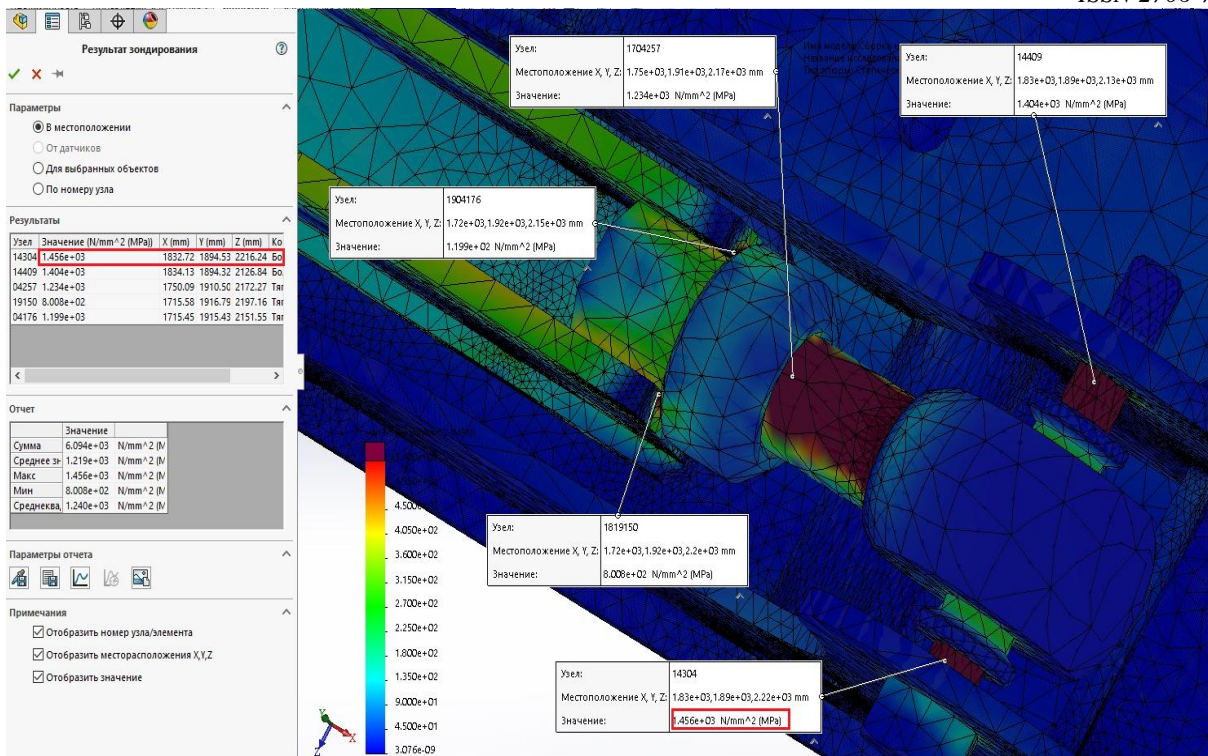 ISSN 2763-7
Результат зондирования
Параметры
В местоположении
От датчиков
Для выбранных объектов
По номеру узла
Результаты
Узел Значение (N/mm^2 (MPa)) X (mm) Y (mm) Z (mm) Ко
14304 1.456e+03 1832.72 1894.53 2216.24 Бо
14409 1.404e+03 1834.13 1894.32 2126.84 Бо
04257 1.234e+03 1750.09 1910.50 2172.27 Тяг
19150 8.008e+02 1715.58 1916.79 2197.16 Тяг
04176 1.199e+03 1715.45 1915.43 2151.55 Тяг
Отчет
Значение
Сумма 6.094e+03 N/mm^2 (M
Среднее зн 1.219e+03 N/mm^2 (M
Макс 1.456e+03 N/mm^2 (M
Мин 8.008e+02 N/mm^2 (M
Среднеква, 1.240e+03 N/mm^2 (M
Параметры отчета
Примечания
Отобразить номер узла/элемента
Отобразить месторасположения X,Y,Z
Отобразить значение
Узел: 1704257
Местоположение X, Y, Z: 1.75e+03,1.91e+03,2.17e+03 mm
Значение: 1.234e+03 N/mm^2 (MPa)
Узел: 14409
Местоположение X, Y, Z: 1.83e+03,1.89e+03,2.13e+03 mm
Значение: 1.404e+03 N/mm^2 (MPa)
Узел: 1904176
Местоположение X, Y, Z: 1.72e+03,1.92e+03,2.15e+03 mm
Значение: 1.199e+02 N/mm^2 (MPa)
Узел: 1819150
Местоположение X, Y, Z: 1.72e+03,1.92e+03,2.2e+03 mm
Значение: 8.008e+02 N/mm^2 (MPa)
Узел: 14304
Местоположение X, Y, Z: 1.83e+03,1.89e+03,2.22e+03 mm
Значение: 1.456e+03 N/mm^2 (MPa)
4.050e+02
3.600e+02
3.150e+02
2.700e+02
2.250e+02
1.800e+02
1.350e+02
9.000e+01
4.500e+01
3.076e-09
X